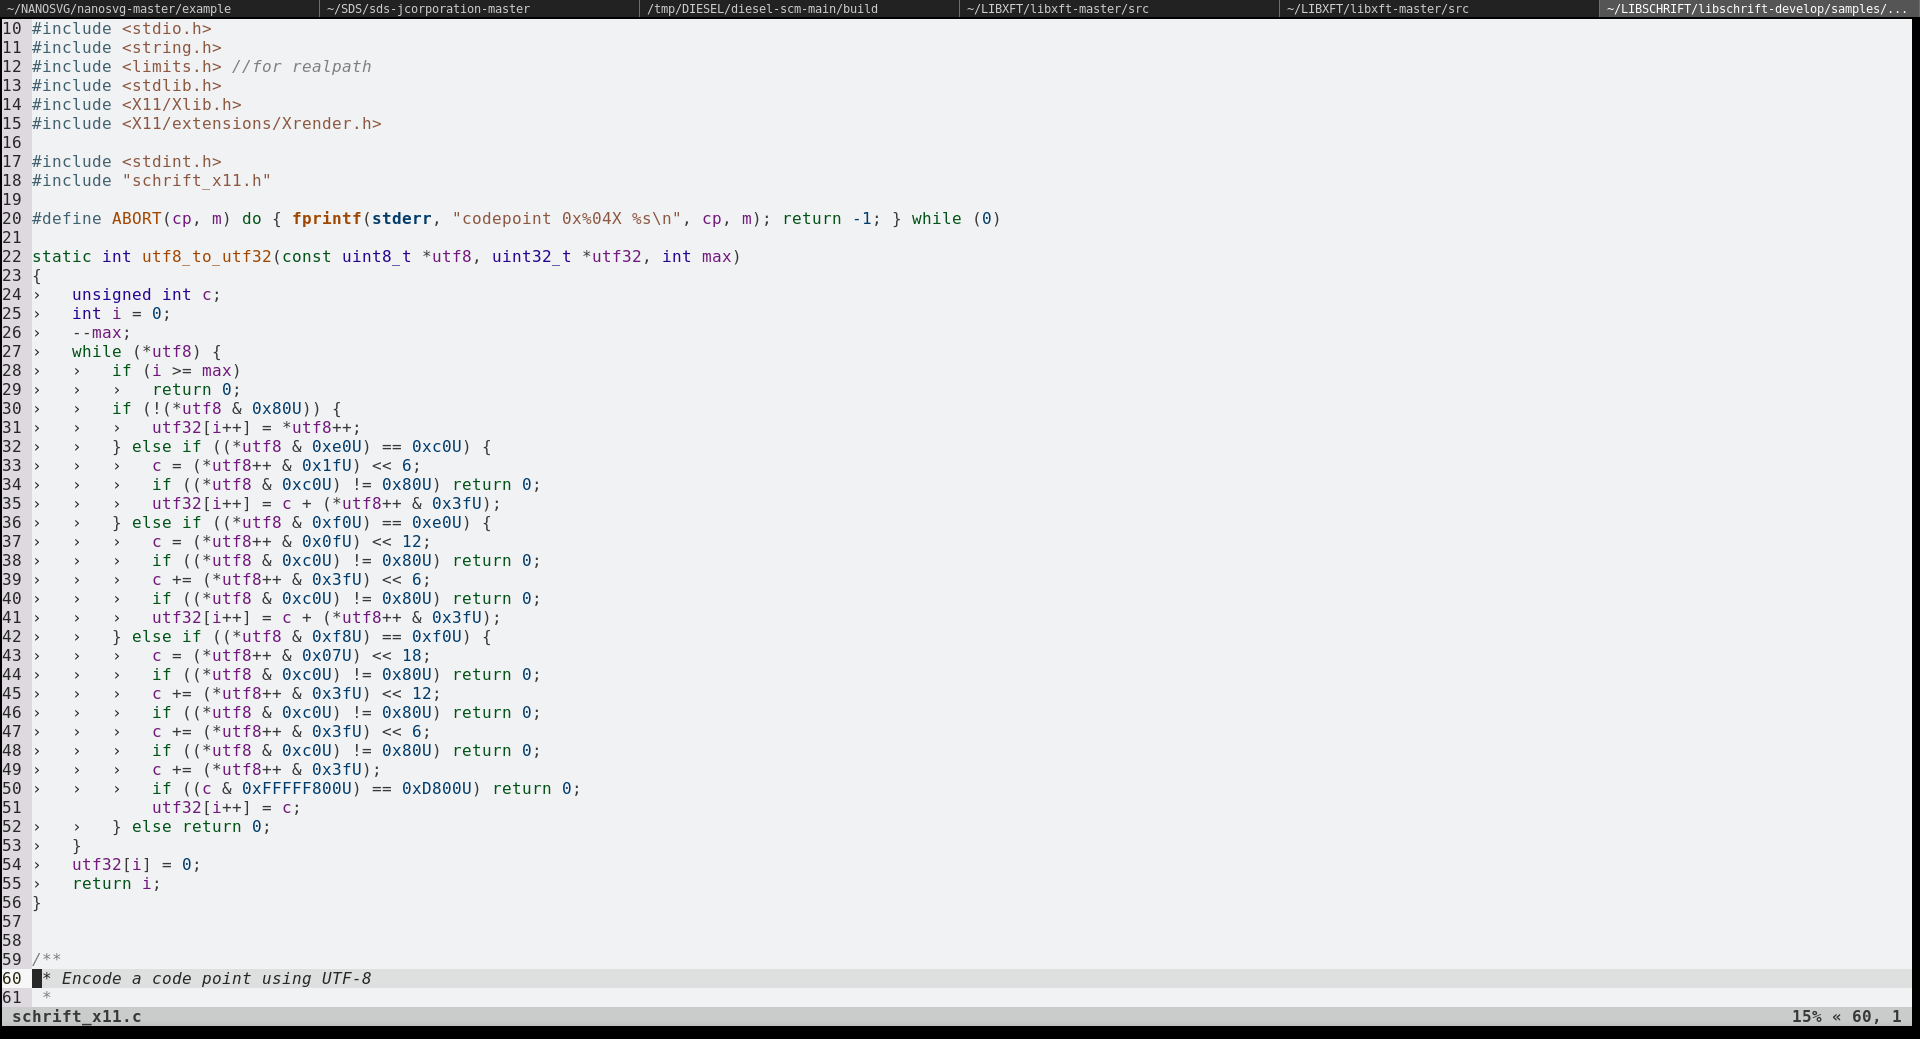 ~/NANOSVG/nanosvg-master/example ~/SDS/sds-jcorporation-master /tmp/DIESEL/diesel-scm-main/build ~/LIBXFT/libxft-master/src ~/LIBXFT/libxft-master/src ~/LIBSCHRIFT/libschrift-develop/samples/...
10 #include <stdio.h>
11 #include <string.h>
12 #include <limits.h> //for realpath
13 #include <stdlib.h>
14 #include <X11/Xlib.h>
15 #include <X11/extensions/Xrender.h>
16
17 #include <stdint.h>
18 #include "schrift_x11.h"
19
20 #define ABORT(cp, m) do { fprintf(stderr, "codepoint 0x%04X %s\n", cp, m); return -1; } while (0)
21
22 static int utf8_to_utf32(const uint8_t *utf8, uint32_t *utf32, int max)
23 {
24 ›   unsigned int c;
25 ›   int i = 0;
26 ›   --max;
27 ›   while (*utf8) {
28 ›   ›   if (i >= max)
29 ›   ›   ›   return 0;
30 ›   ›   if (!(*utf8 & 0x80U)) {
31 ›   ›   ›   utf32[i++] = *utf8++;
32 ›   ›   } else if ((*utf8 & 0xe0U) == 0xc0U) {
33 ›   ›   ›   c = (*utf8++ & 0x1fU) << 6;
34 ›   ›   ›   if ((*utf8 & 0xc0U) != 0x80U) return 0;
35 ›   ›   ›   utf32[i++] = c + (*utf8++ & 0x3fU);
36 ›   ›   } else if ((*utf8 & 0xf0U) == 0xe0U) {
37 ›   ›   ›   c = (*utf8++ & 0x0fU) << 12;
38 ›   ›   ›   if ((*utf8 & 0xc0U) != 0x80U) return 0;
39 ›   ›   ›   c += (*utf8++ & 0x3fU) << 6;
40 ›   ›   ›   if ((*utf8 & 0xc0U) != 0x80U) return 0;
41 ›   ›   ›   utf32[i++] = c + (*utf8++ & 0x3fU);
42 ›   ›   } else if ((*utf8 & 0xf8U) == 0xf0U) {
43 ›   ›   ›   c = (*utf8++ & 0x07U) << 18;
44 ›   ›   ›   if ((*utf8 & 0xc0U) != 0x80U) return 0;
45 ›   ›   ›   c += (*utf8++ & 0x3fU) << 12;
46 ›   ›   ›   if ((*utf8 & 0xc0U) != 0x80U) return 0;
47 ›   ›   ›   c += (*utf8++ & 0x3fU) << 6;
48 ›   ›   ›   if ((*utf8 & 0xc0U) != 0x80U) return 0;
49 ›   ›   ›   c += (*utf8++ & 0x3fU);
50 ›   ›   ›   if ((c & 0xFFFFF800U) == 0xD800U) return 0;
51             utf32[i++] = c;
52 ›   ›   } else return 0;
53 ›   }
54 ›   utf32[i] = 0;
55 ›   return i;
56 }
57
58
59 /**
60  * Encode a code point using UTF-8
61  *
schrift_x11.c 15% « 60, 1